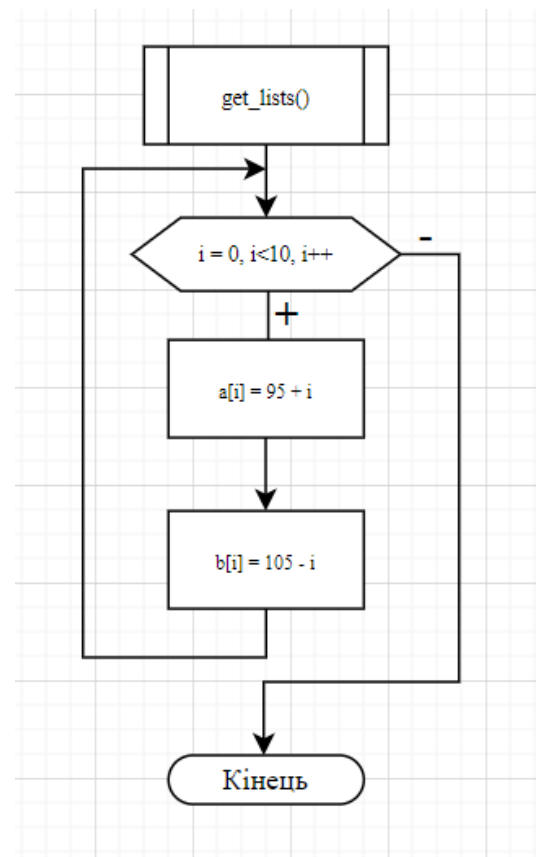 get_lists()
i = 0, i<10, i++
-
+
a[i] = 95 + i
b[i] = 105 - i
Кінець